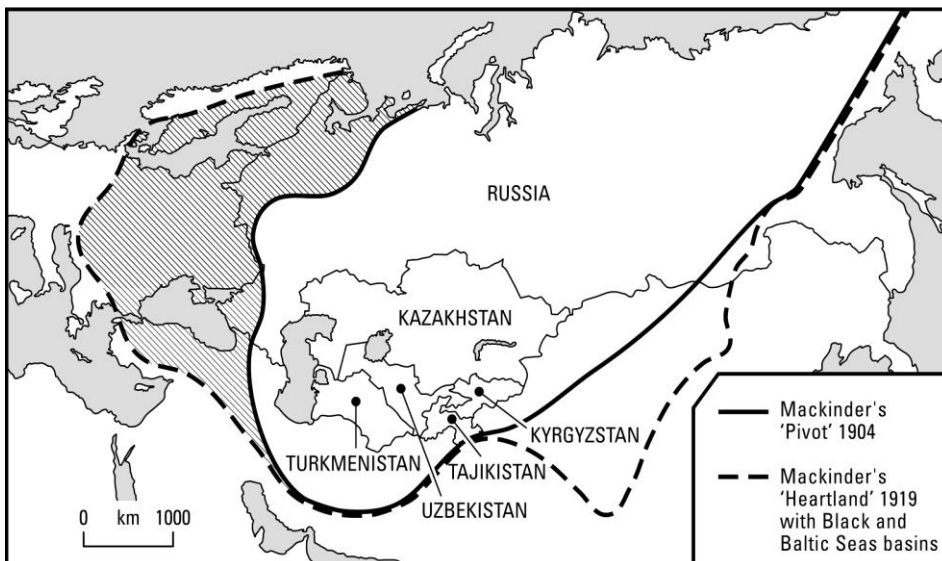 RUSSIA
KAZAKHSTAN
KYRGYZSTAN
TURKMENISTAN
TAJIKISTAN
UZBEKISTAN
0 km 1000
Mackinder's
'Pivot' 1904
Mackinder's
'Heartland' 1919
with Black and
Baltic Seas basins